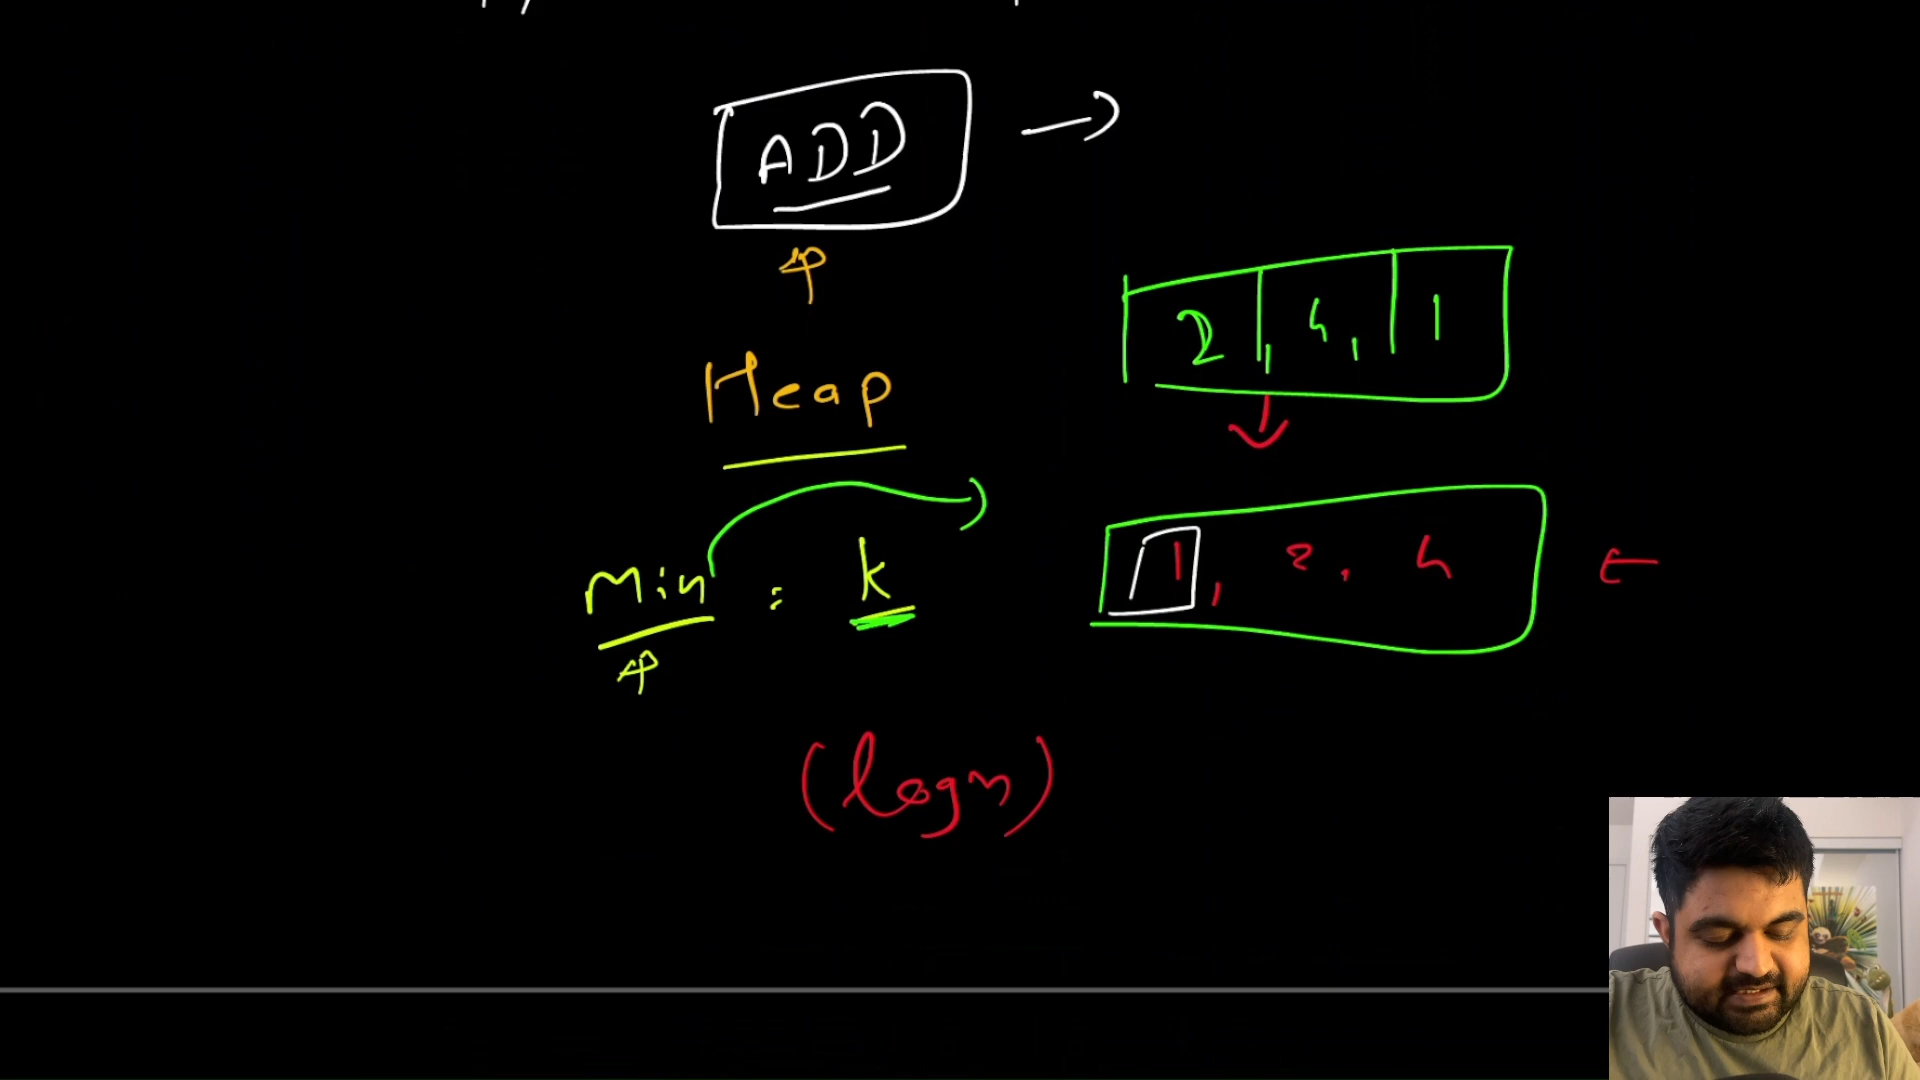 ADD →
Heap
2, 4, 1
Min : k
1, 2, 4 ←
(logn)